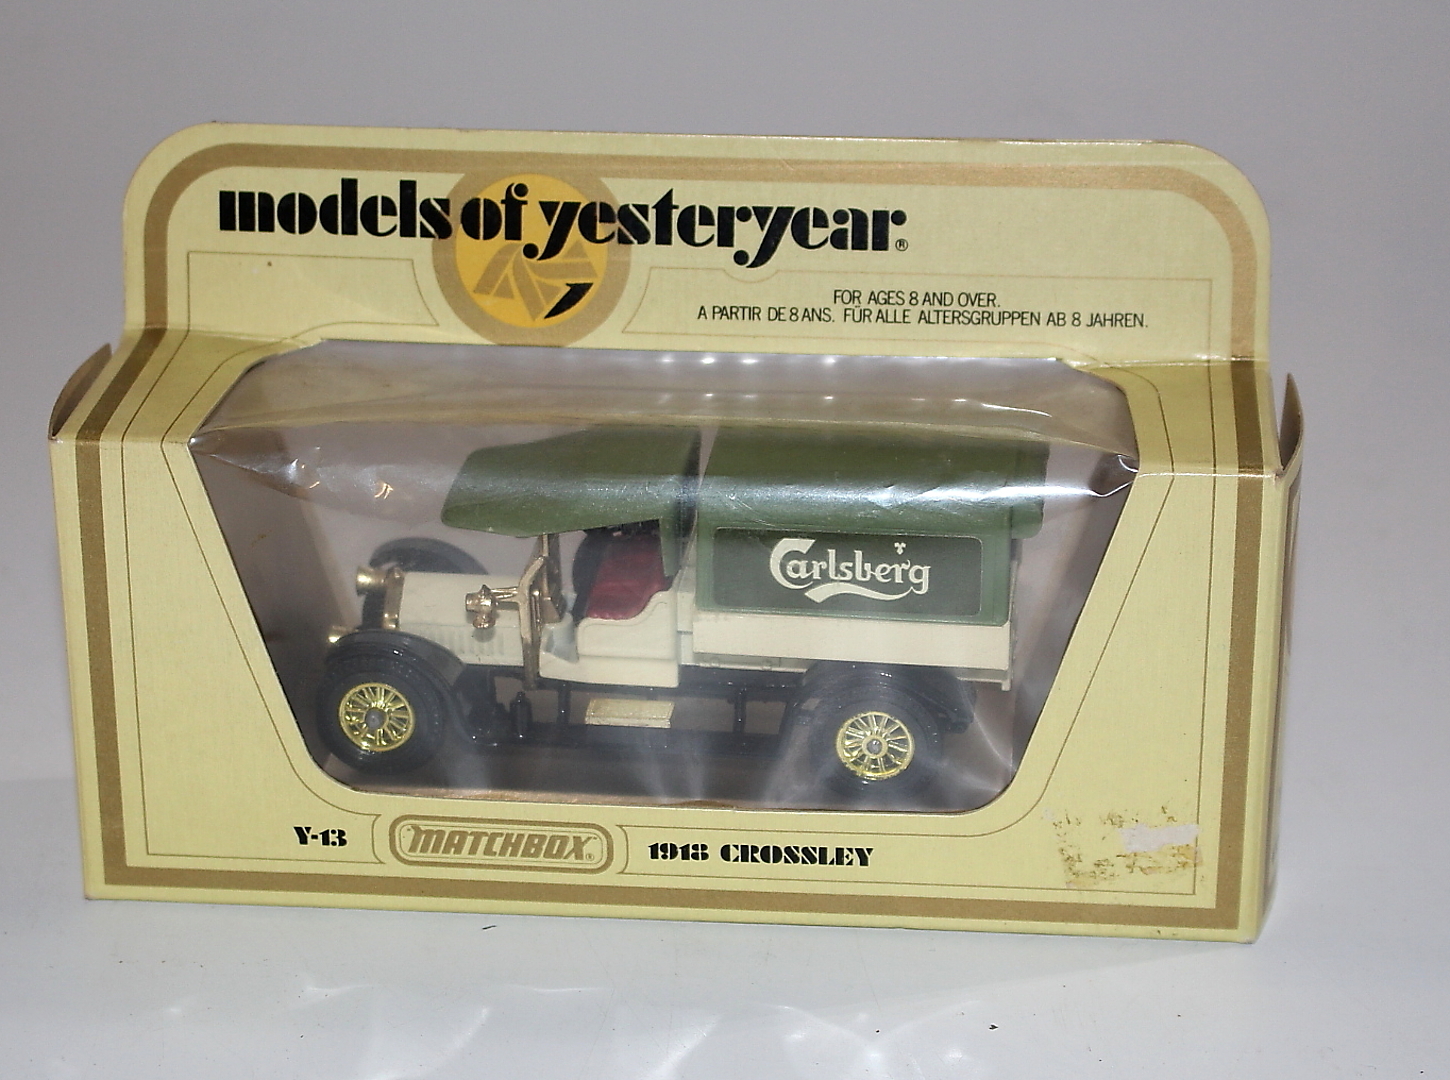 models of yesteryear®
FOR AGES 8 AND OVER.
A PARTIR DE 8 ANS. FÜR ALLE ALTERSGRUPPEN AB 8 JAHREN.
Carlsberg
Y-13
MATCHBOX®
1918 CROSSLEY